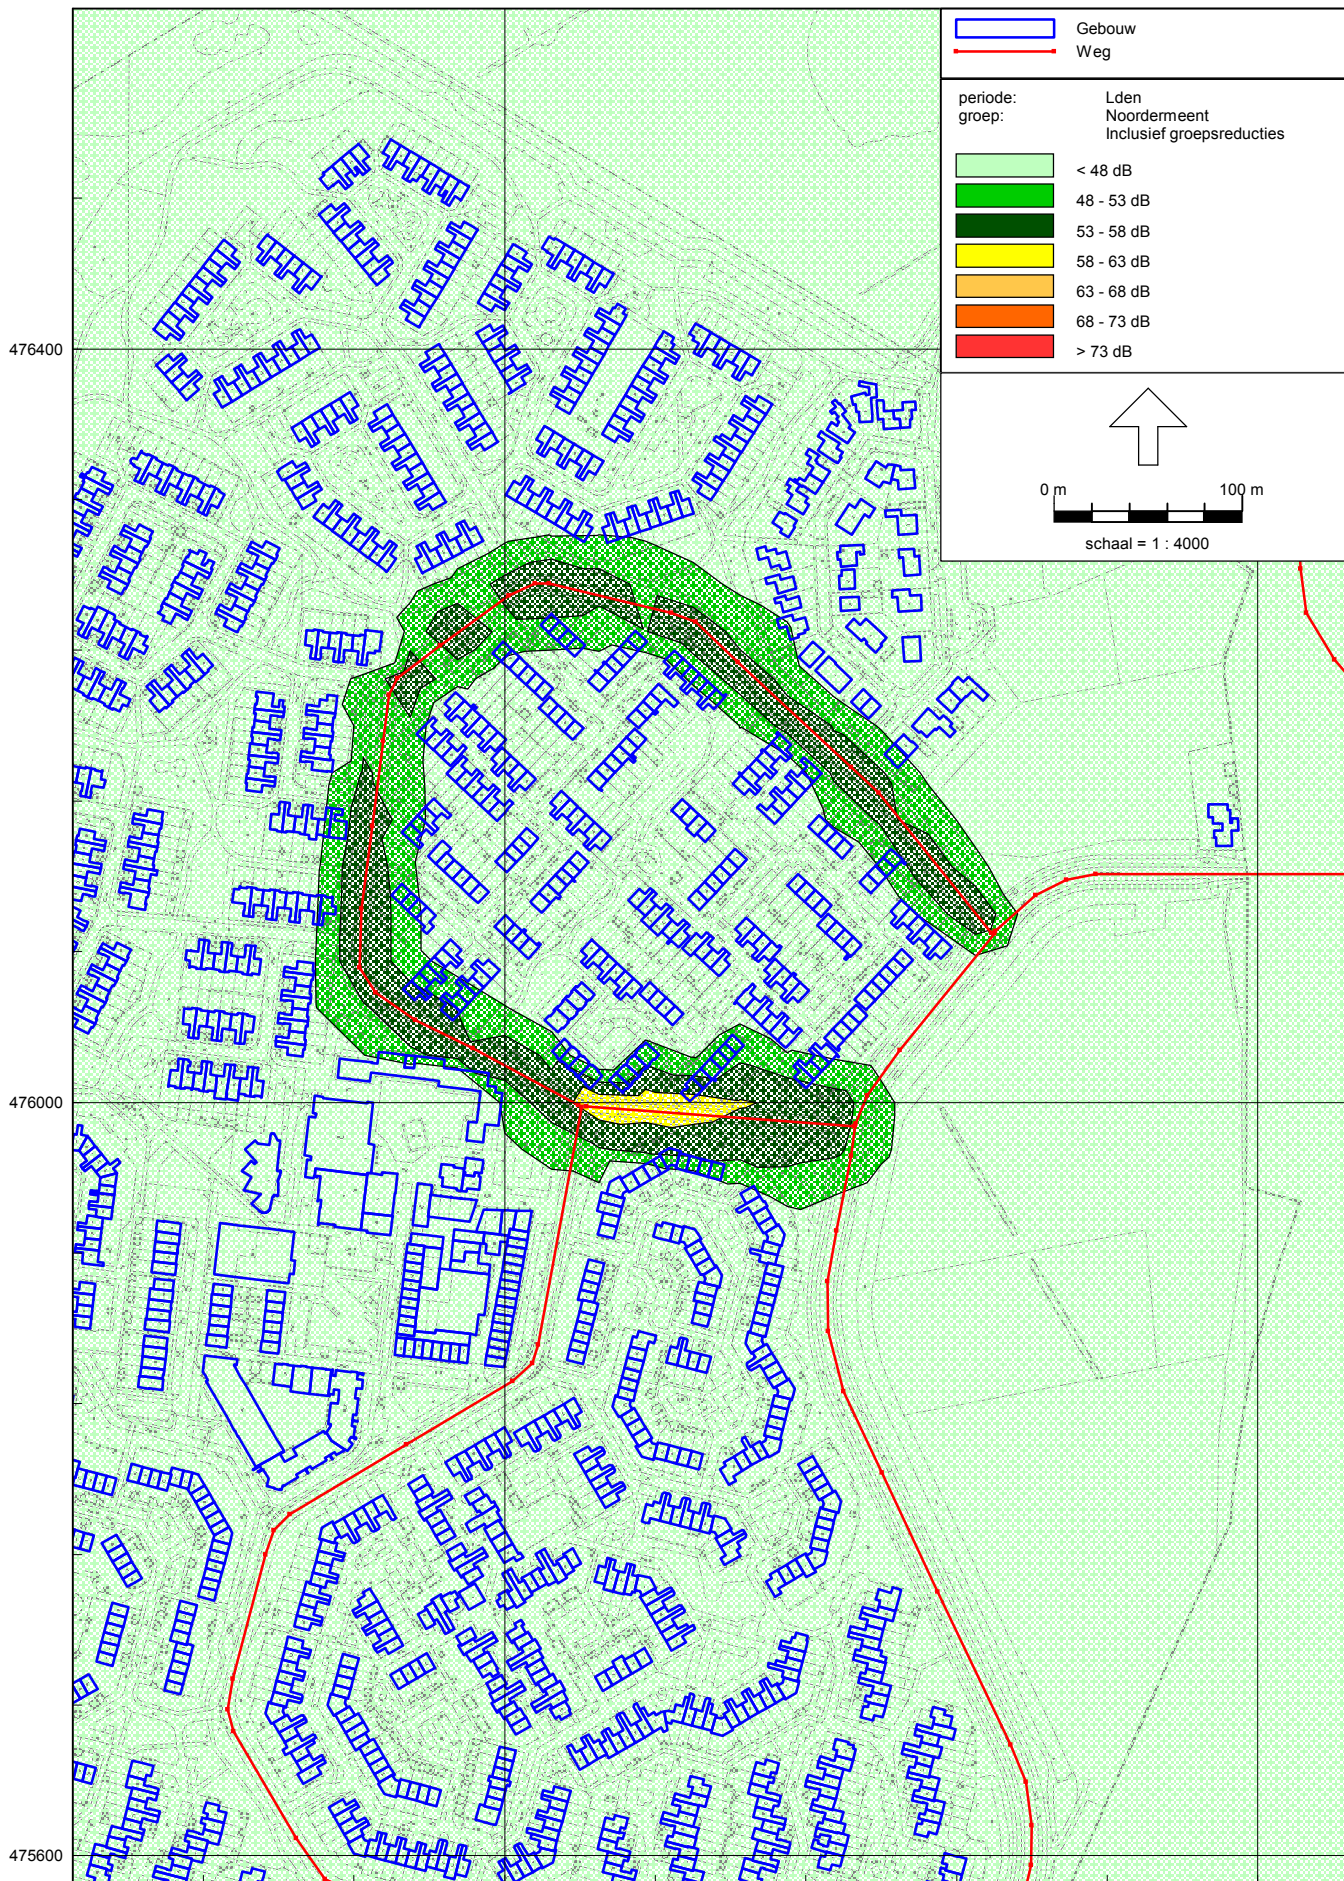 Gebouw
Weg
periode: Lden
groep: Noordermeent
Inclusief groepsreducties
< 48 dB
48 - 53 dB
53 - 58 dB
58 - 63 dB
63 - 68 dB
68 - 73 dB
> 73 dB
0 m 100 m
schaal = 1 : 4000
476400
476000
475600